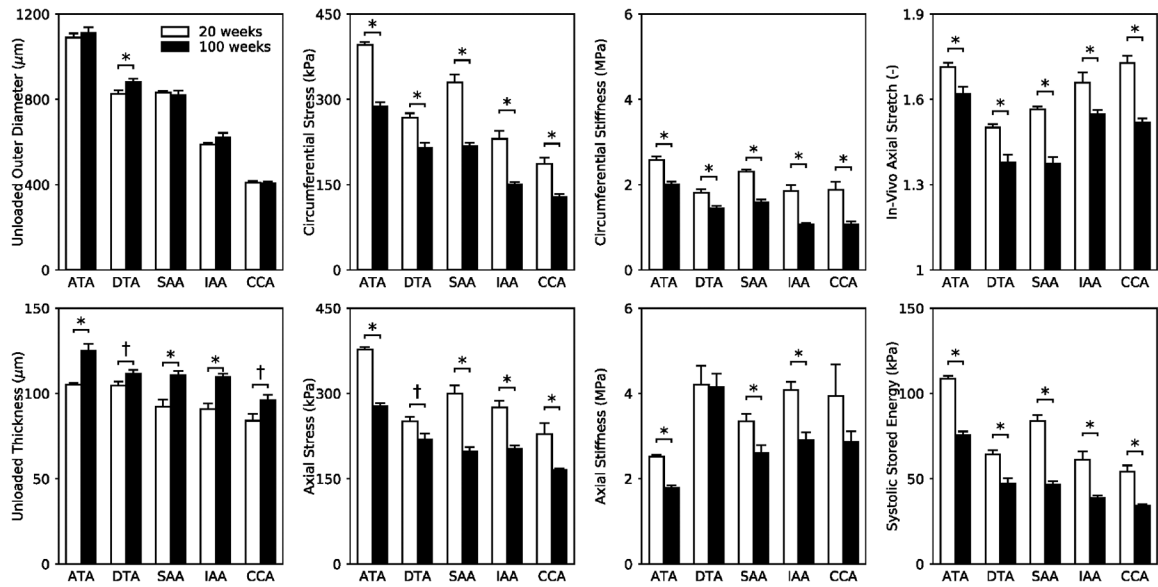 Unloaded Outer Diameter (μm)
1200
800
400
0
20 weeks
100 weeks
*
ATA DTA SAA IAA CCA
Circumferential Stress (kPa)
450
300
150
0
* * * * *
ATA DTA SAA IAA CCA
Circumferential Stiffness (MPa)
6
4
2
0
* * * * *
ATA DTA SAA IAA CCA
In-Vivo Axial Stretch (-)
1.9
1.6
1.3
1
* * * * *
ATA DTA SAA IAA CCA
Unloaded Thickness (μm)
150
100
50
0
* † * * †
ATA DTA SAA IAA CCA
Axial Stress (kPa)
450
300
150
0
* † * * *
ATA DTA SAA IAA CCA
Axial Stiffness (MPa)
6
4
2
0
* * *
ATA DTA SAA IAA CCA
Systolic Stored Energy (kPa)
150
100
50
0
* * * * *
ATA DTA SAA IAA CCA